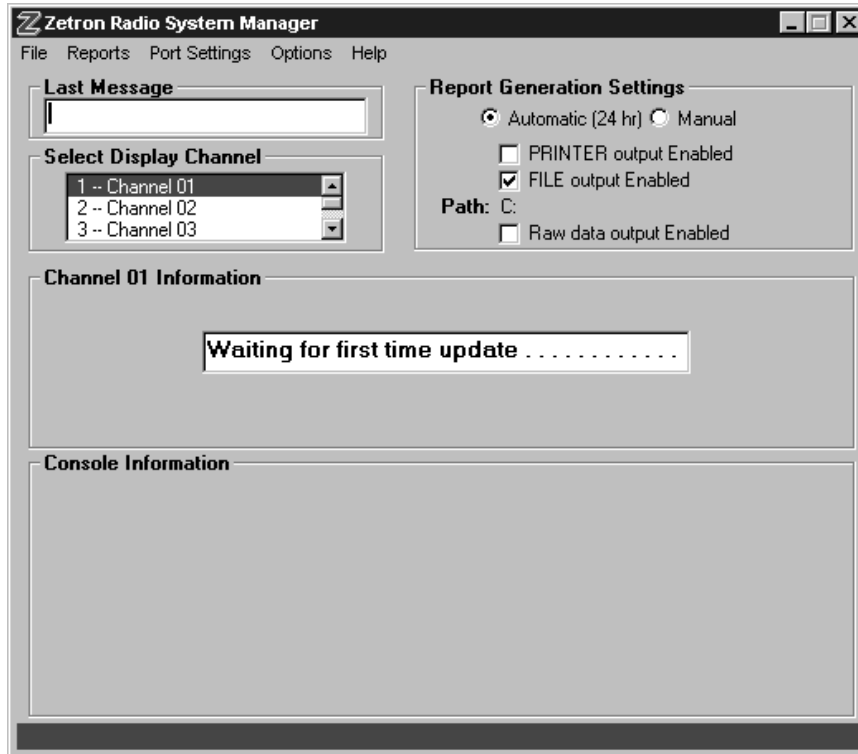 Zetron Radio System Manager
File Reports Port Settings Options Help
Last Message
Select Display Channel
1 -- Channel 01
2 -- Channel 02
3 -- Channel 03
Report Generation Settings
Automatic (24 hr) Manual
PRINTER output Enabled
FILE output Enabled
Path: C:
Raw data output Enabled
Channel 01 Information
Waiting for first time update . . . . . . . . . . . .
Console Information